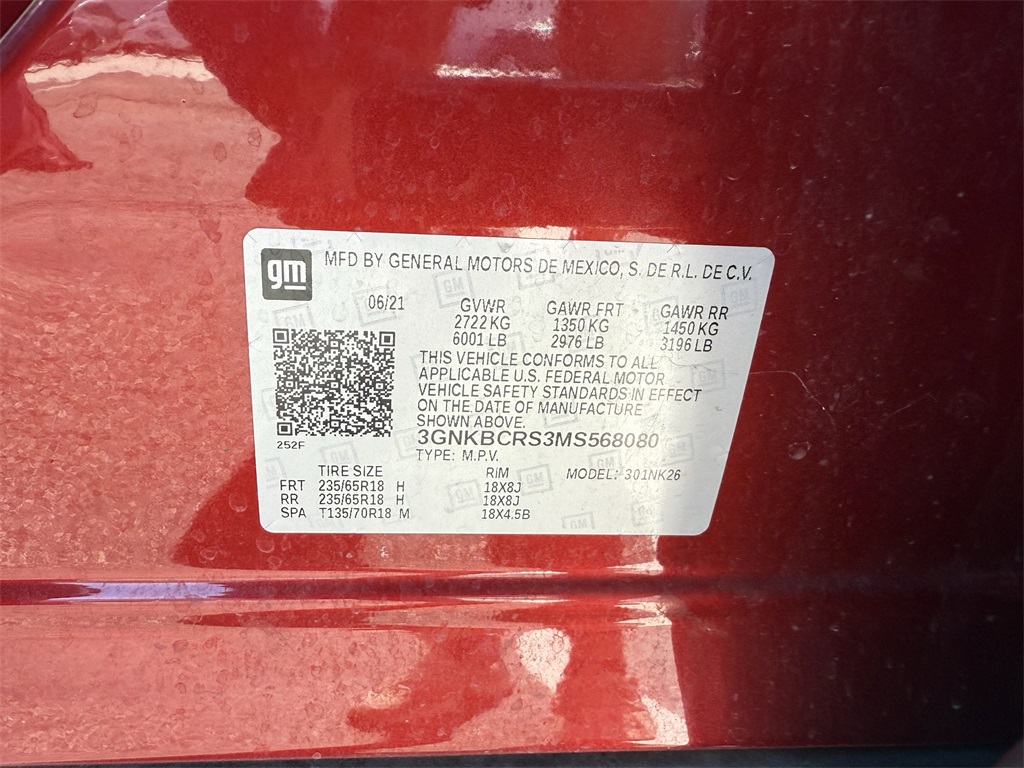 gm MFD BY GENERAL MOTORS DE MEXICO, S. DE R.L. DE C.V.
06/21 GVWR GAWR FRT GAWR RR
2722 KG 1350 KG 1450 KG
6001 LB 2976 LB 3196 LB
THIS VEHICLE CONFORMS TO ALL
APPLICABLE U.S. FEDERAL MOTOR
VEHICLE SAFETY STANDARDS IN EFFECT
ON THE DATE OF MANUFACTURE
SHOWN ABOVE.
252F
3GNKBCRS3MS568080
TYPE: M.P.V.
TIRE SIZE RIM MODEL: 301NK26
FRT 235/65R18 H 18X8J
RR 235/65R18 H 18X8J
SPA T135/70R18 M 18X4.5B